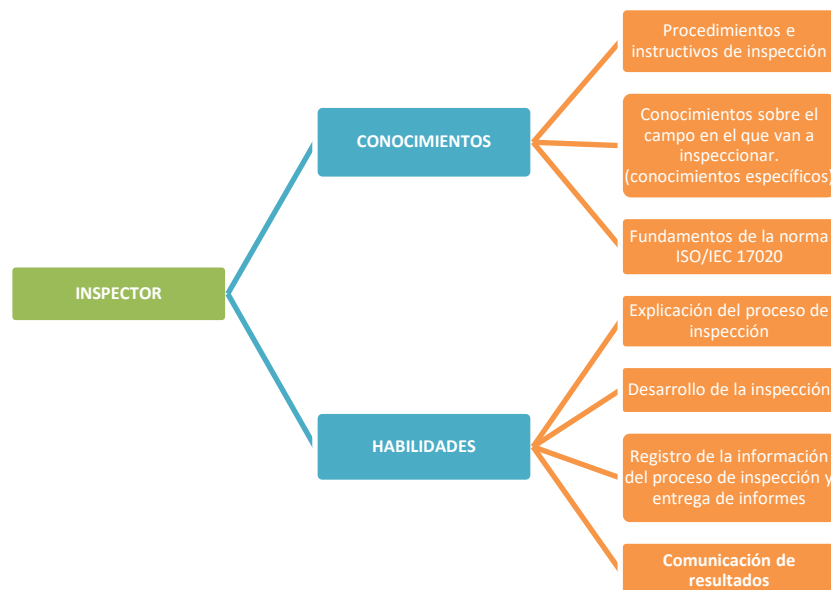 INSPECTOR
CONOCIMIENTOS
Procedimientos e
instructivos de inspección
Conocimientos sobre el
campo en el que van a
inspeccionar.
(conocimientos específicos)
Fundamentos de la norma
ISO/IEC 17020
HABILIDADES
Explicación del proceso de
inspección
Desarrollo de la inspección
Registro de la información
del proceso de inspección y
entrega de informes
Comunicación de
resultados